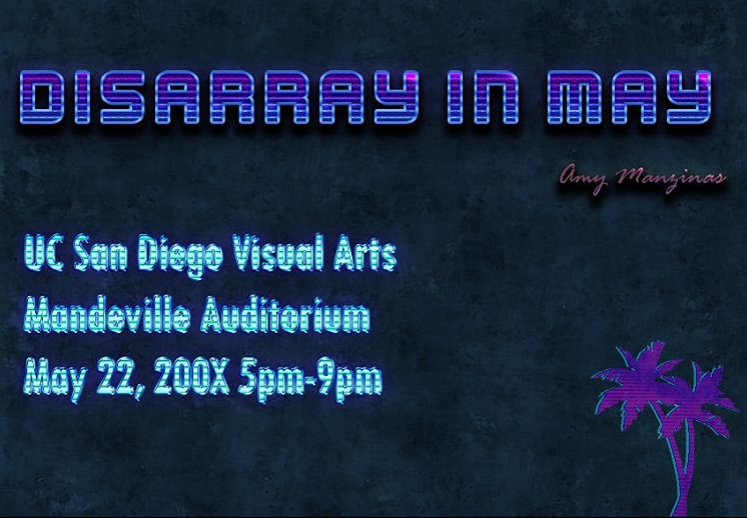 DISARRAY IN MAY
Amy Manzinas
UC San Diego Visual Arts
Mandeville Auditorium
May 22, 200X 5pm-9pm